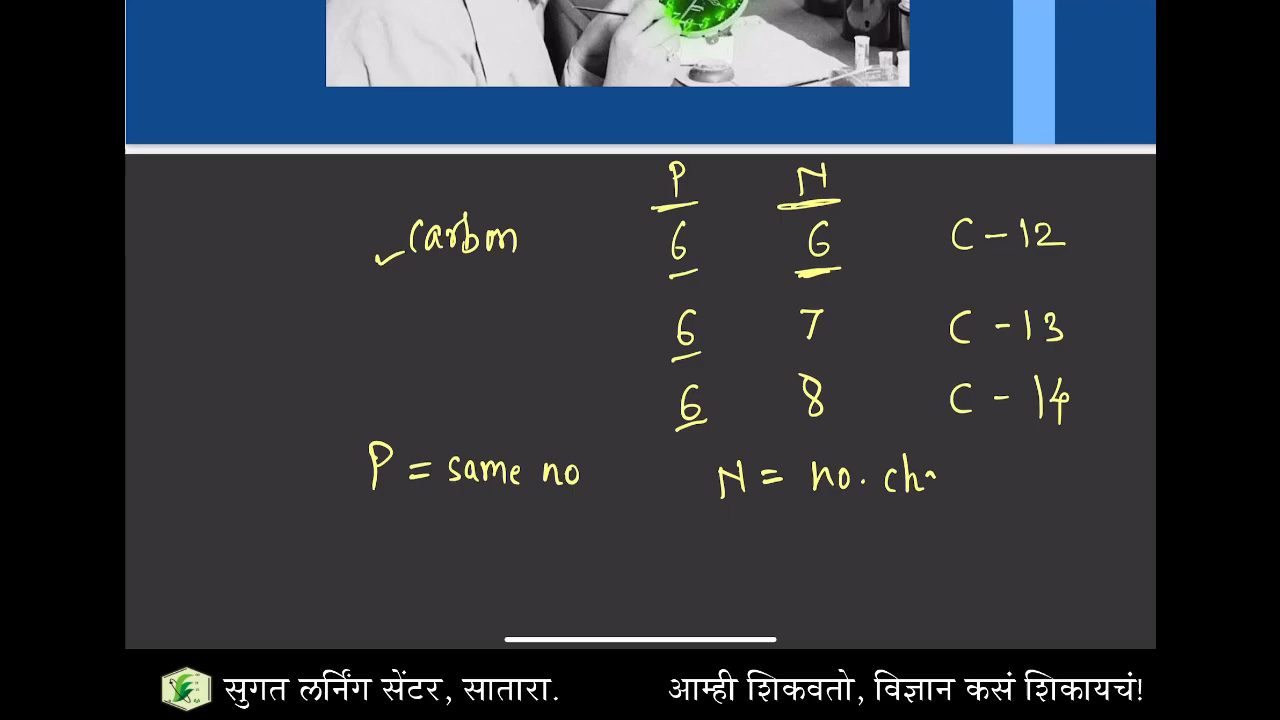 P N
Carbon 6 6 C-12
6 7 C-13
6 8 C-14
P = same no N = no. ch
सुगत लर्निंग सेंटर, सातारा. आम्ही शिकवतो, विज्ञान कसं शिकायचं!